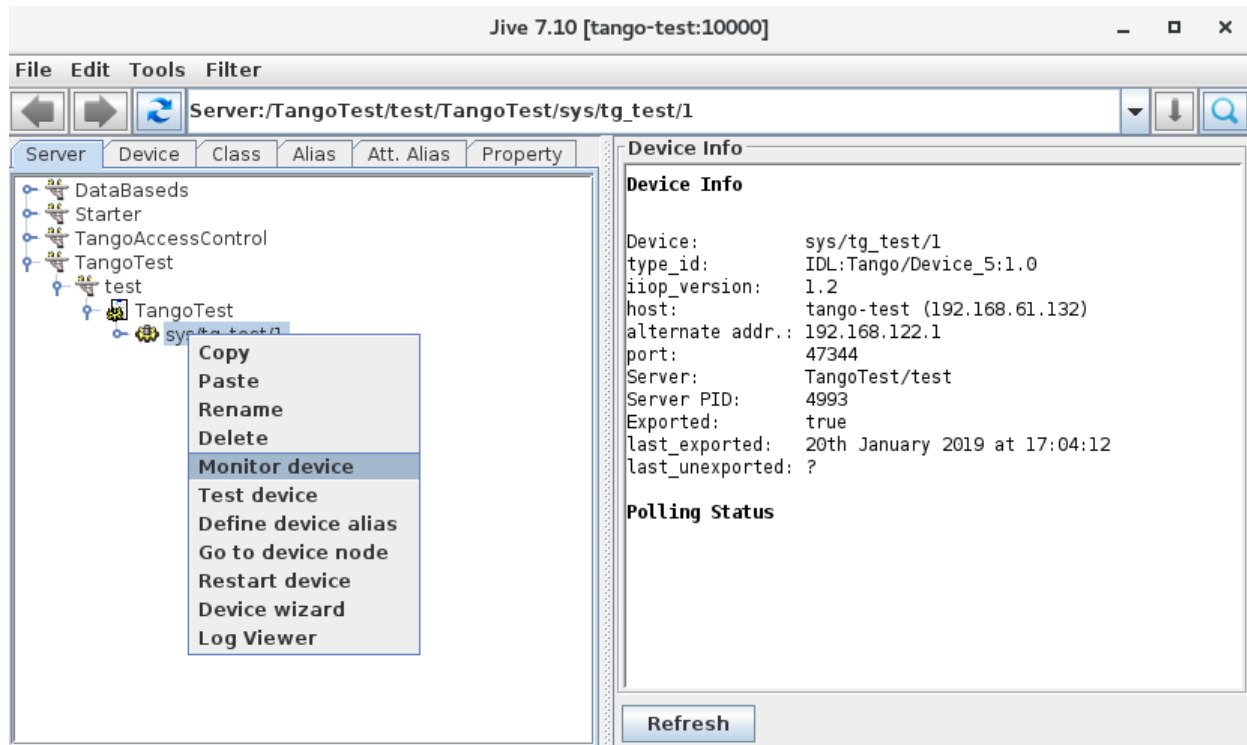 Jive 7.10 [tango-test:10000]
File Edit Tools Filter
Server:/TangoTest/test/TangoTest/sys/tg_test/1
Server Device Class Alias Att. Alias Property
DataBaseds
Starter
TangoAccessControl
TangoTest
test
TangoTest
sys/tg_test/1
Copy
Paste
Rename
Delete
Monitor device
Test device
Define device alias
Go to device node
Restart device
Device wizard
Log Viewer
Device Info
Device Info
Device: sys/tg_test/1
type_id: IDL:Tango/Device_5:1.0
iiop_version: 1.2
host: tango-test (192.168.61.132)
alternate addr.: 192.168.122.1
port: 47344
Server: TangoTest/test
Server PID: 4993
Exported: true
last_exported: 20th January 2019 at 17:04:12
last_unexported: ?
Polling Status
Refresh